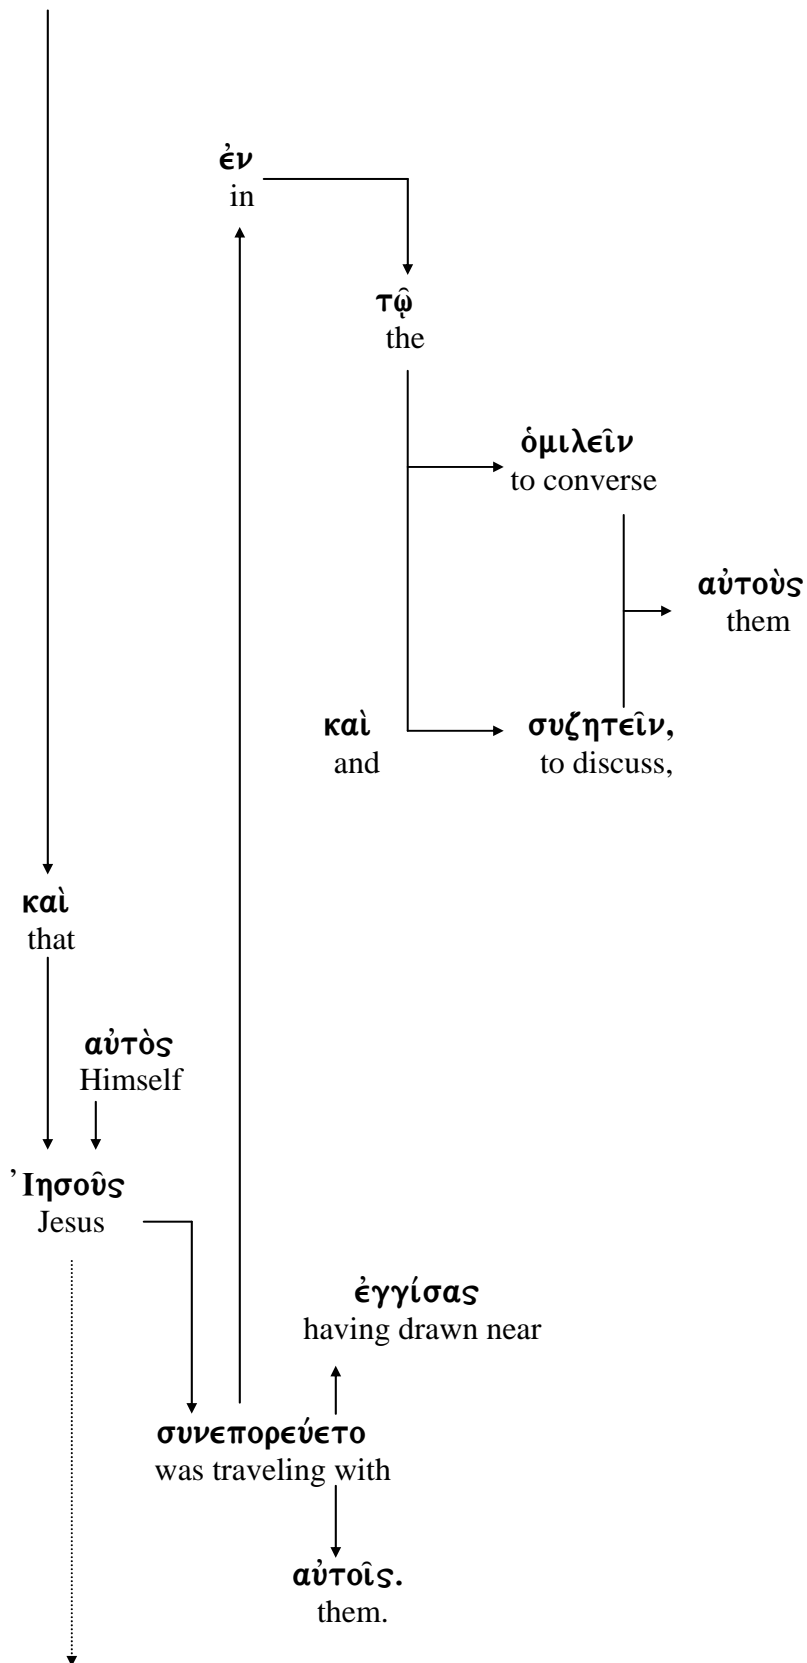 ἐν
in
τῷ
the
ὁμιλεῖν
to converse
αὐτοὺς
them
καὶ συζητεῖν,
and to discuss,
καὶ
that
αὐτὸς
Himself
Ἰησοῦς
Jesus
ἐγγίσας
having drawn near
συνεπορεύετο
was traveling with
αὐτοῖς.
them.